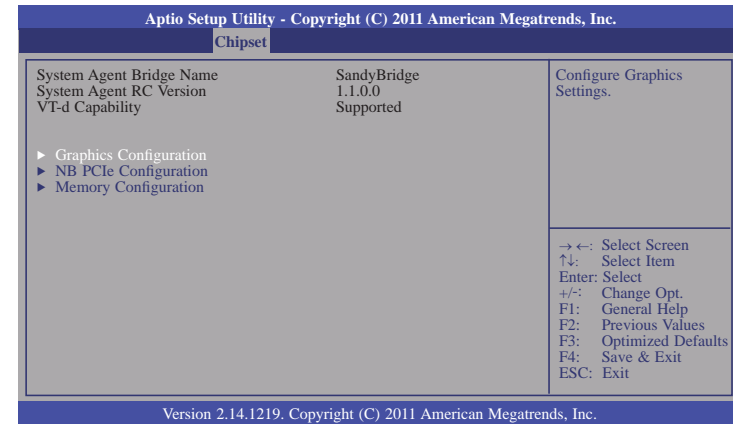 Aptio Setup Utility - Copyright (C) 2011 American Megatrends, Inc.
Chipset
System Agent Bridge Name SandyBridge
System Agent RC Version 1.1.0.0
VT-d Capability Supported
▶ Graphics Configuration
▶ NB PCIe Configuration
▶ Memory Configuration
Configure Graphics
Settings.
→←: Select Screen
↑↓: Select Item
Enter: Select
+/-: Change Opt.
F1: General Help
F2: Previous Values
F3: Optimized Defaults
F4: Save & Exit
ESC: Exit
Version 2.14.1219. Copyright (C) 2011 American Megatrends, Inc.